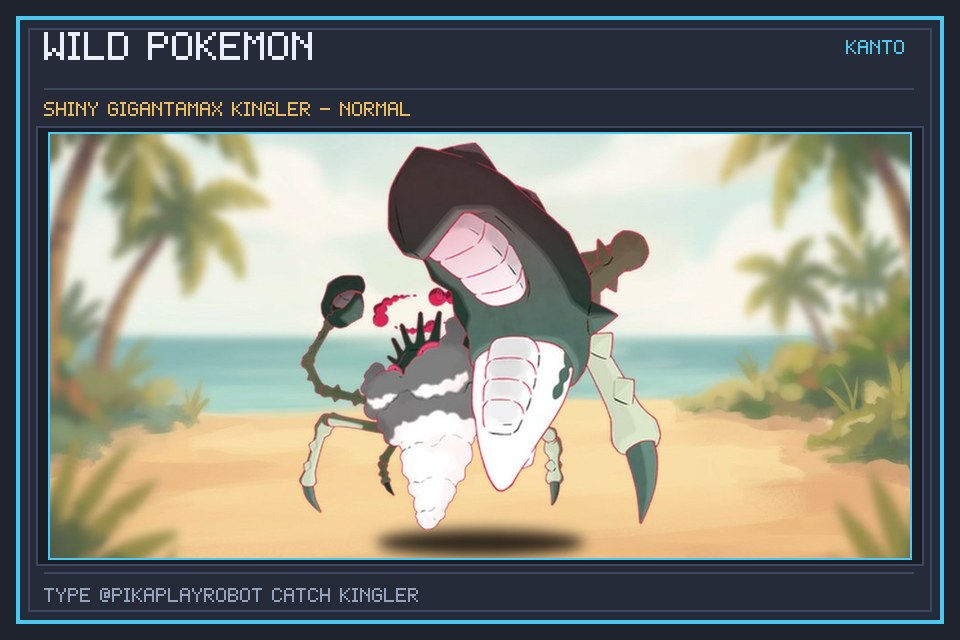 WILD POKEMON
KANTO
SHINY GIGANTAMAX KINGLER - NORMAL
TYPE @PIKAPLAYROBOT CATCH KINGLER